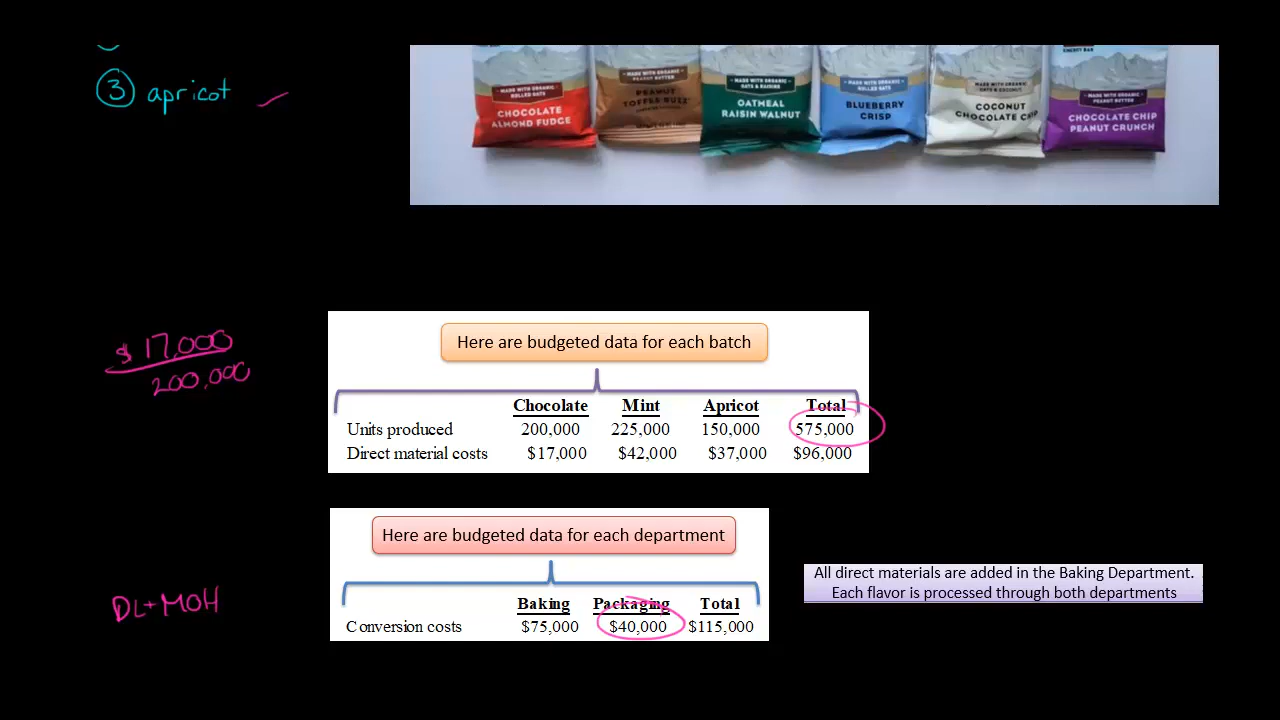 ③ apricot
MADE WITH ORGANIC ROLLED OATS
CHOCOLATE ALMOND FUDGE
MADE WITH ORGANIC PEANUT BUTTER
PEANUT TOFFEE BUZZ
MADE WITH ORGANIC OATS & RAISINS
OATMEAL RAISIN WALNUT
MADE WITH ORGANIC ROLLED OATS
BLUEBERRY CRISP
MADE WITH ORGANIC OATS & COCONUT
COCONUT CHOCOLATE CHIP
ENERGY BAR
MADE WITH ORGANIC PEANUT BUTTER
CHOCOLATE CHIP PEANUT CRUNCH
$17,000
200,000
Here are budgeted data for each batch
Chocolate Mint Apricot Total
Units produced 200,000 225,000 150,000 575,000
Direct material costs $17,000 $42,000 $37,000 $96,000
Here are budgeted data for each department
Baking Packaging Total
DL+MOH
Conversion costs $75,000 $40,000 $115,000
All direct materials are added in the Baking Department.
Each flavor is processed through both departments